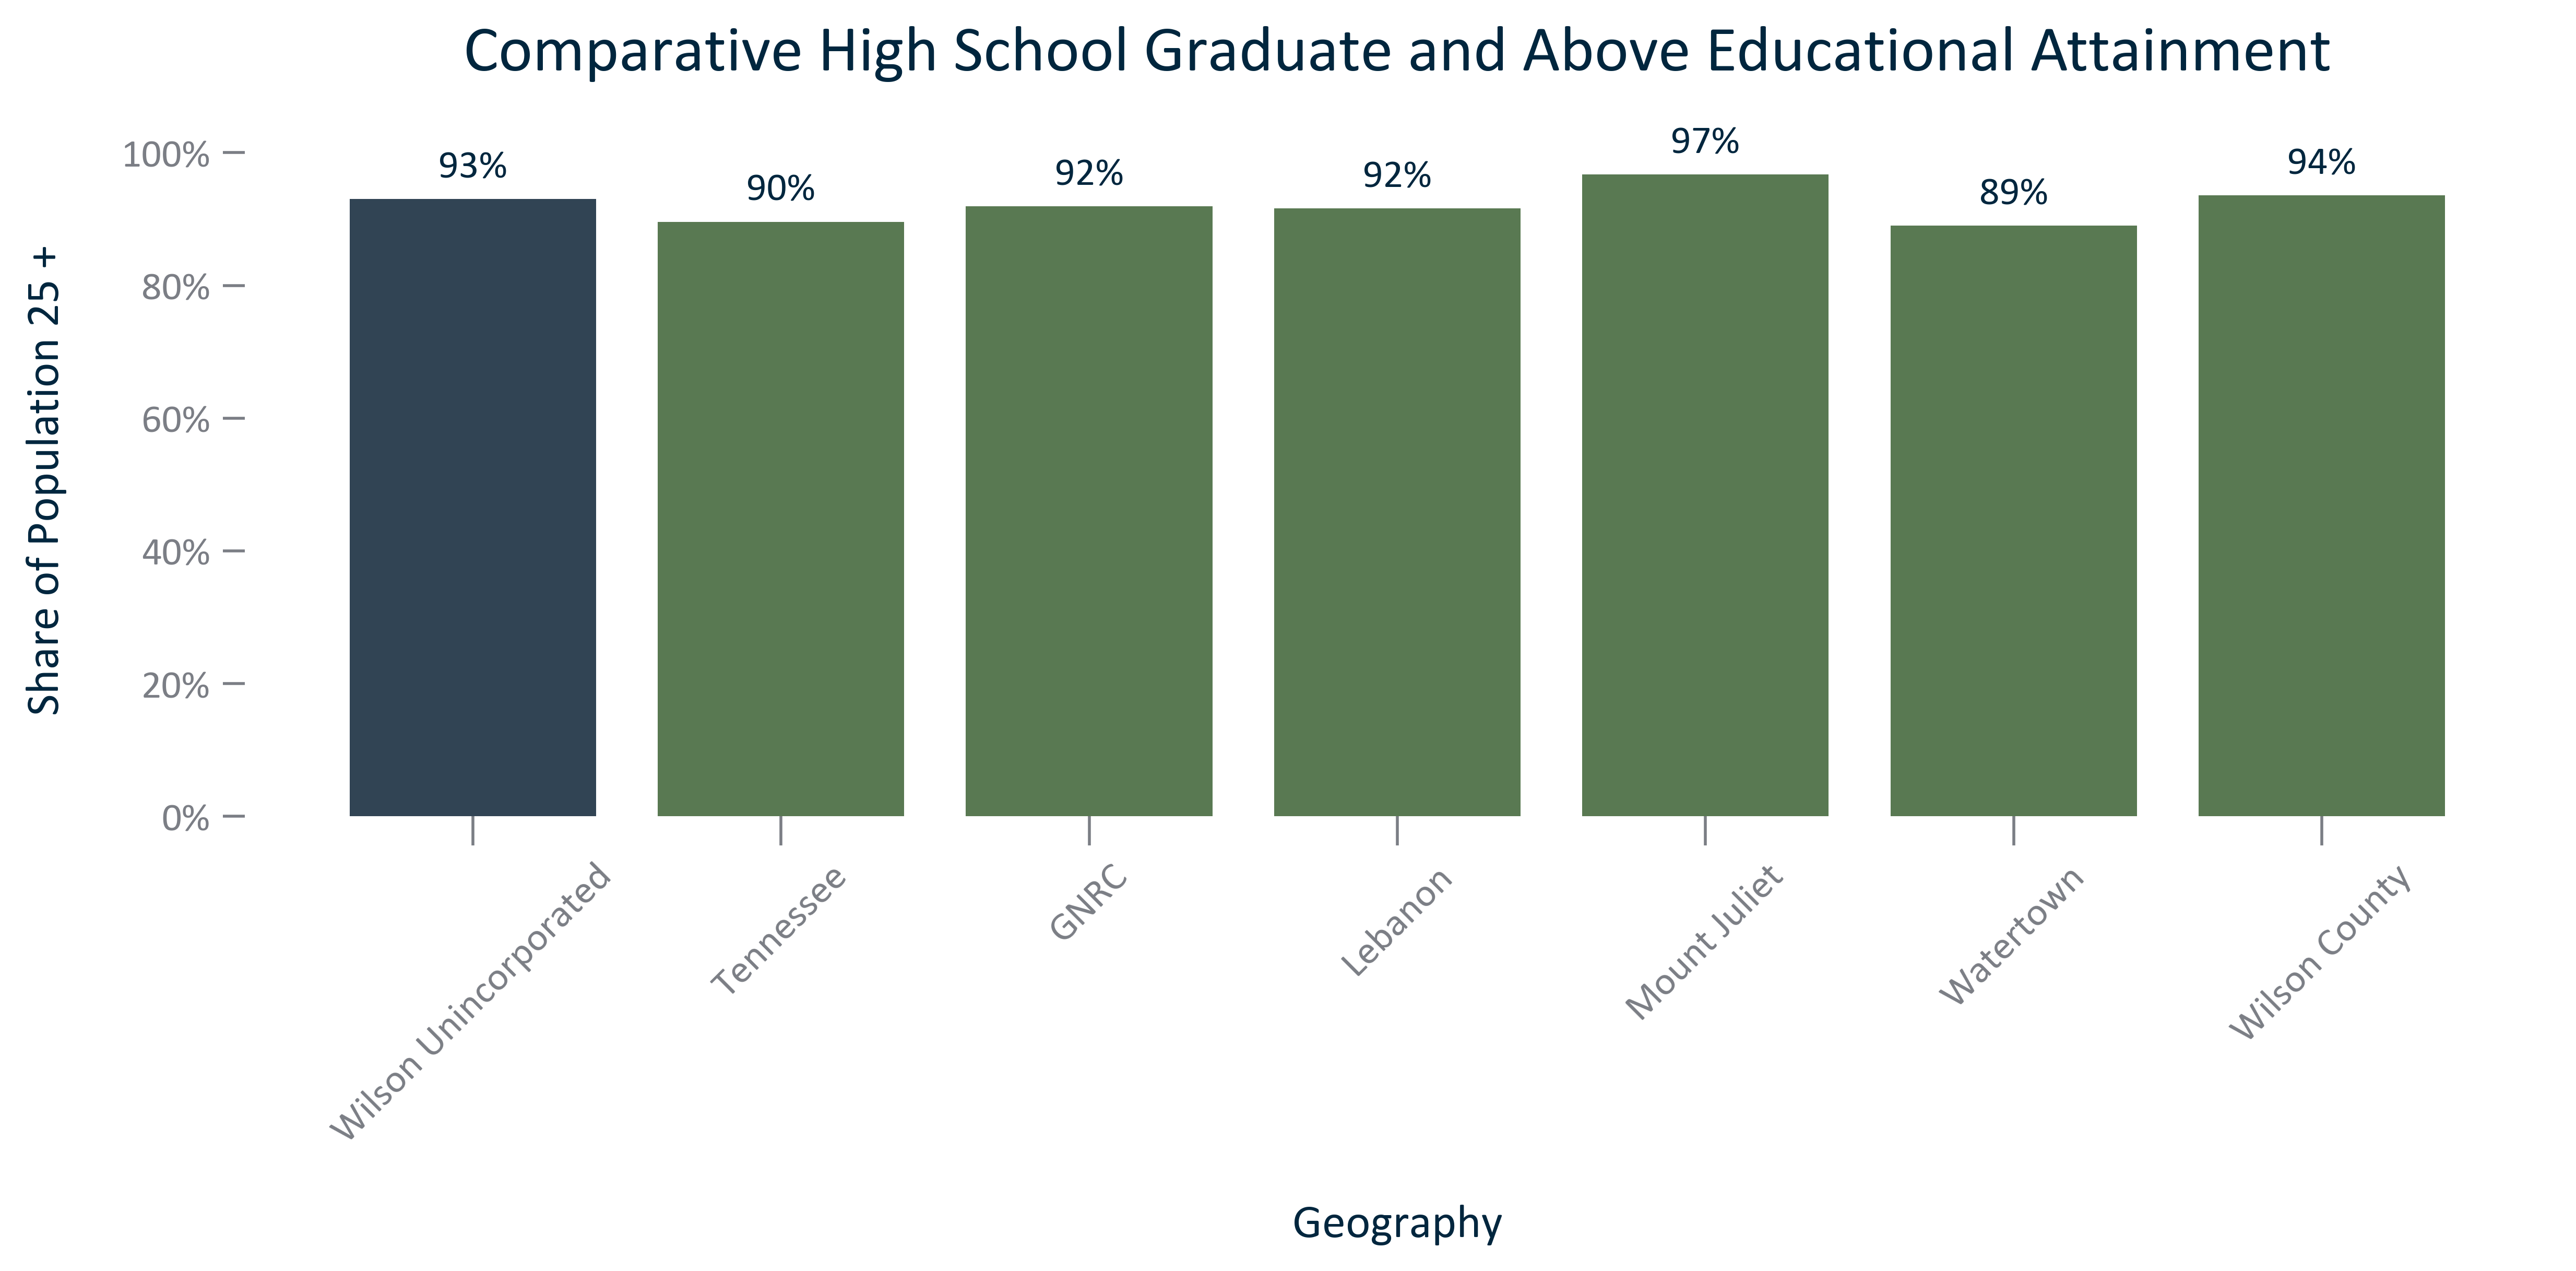 Comparative High School Graduate and Above Educational Attainment
Share of Population 25 +
100%
80%
60%
40%
20%
0%
93%
90%
92%
92%
97%
89%
94%
Wilson Unincorporated
Tennessee
GNRC
Lebanon
Mount Juliet
Watertown
Wilson County
Geography